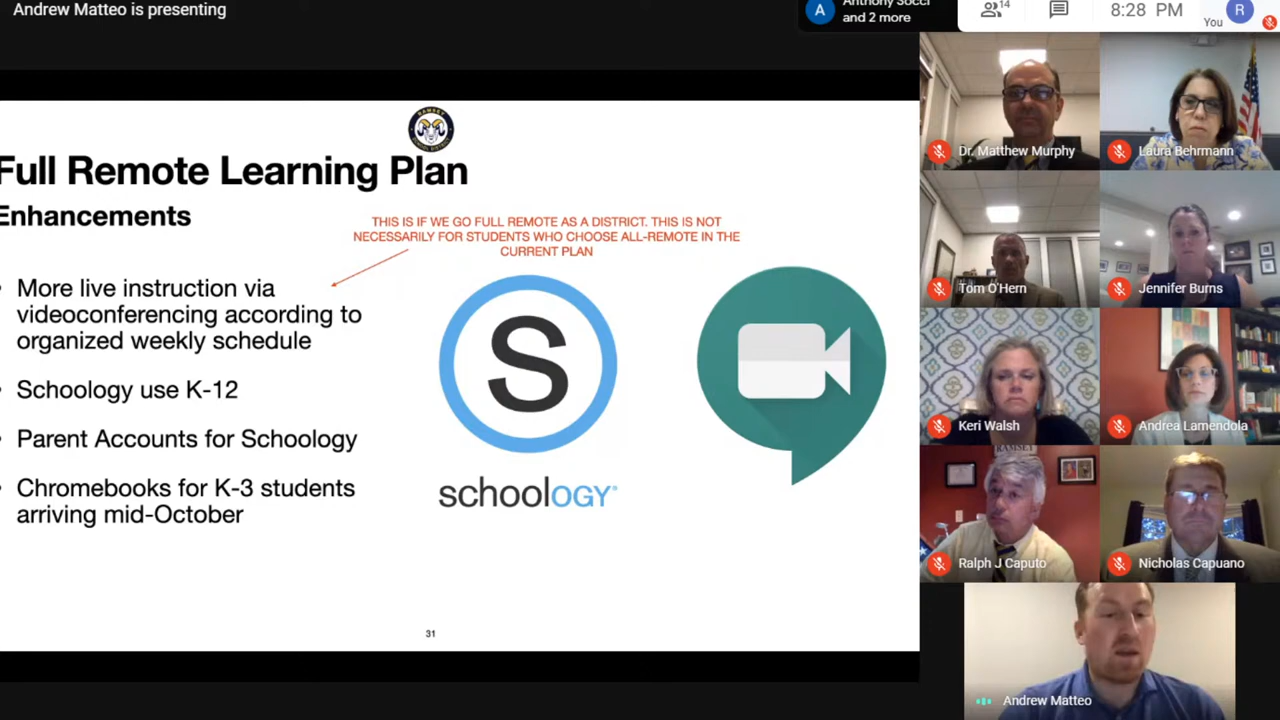 Andrew Matteo is presenting
Anthony Socci
and 2 more
14
8:28 PM
You
R
A
RAMSEY
Full Remote Learning Plan
Enhancements
THIS IS IF WE GO FULL REMOTE AS A DISTRICT. THIS IS NOT
NECESSARILY FOR STUDENTS WHO CHOOSE ALL-REMOTE IN THE
CURRENT PLAN
• More live instruction via
videoconferencing according to
organized weekly schedule
• Schoology use K-12
• Parent Accounts for Schoology
• Chromebooks for K-3 students
arriving mid-October
S
schoology®
31
Dr. Matthew Murphy
Laura Behrmann
Tom O'Hern
Jennifer Burns
Keri Walsh
Andrea Lamendola
RAMSEY
Ralph J Caputo
Nicholas Capuano
Andrew Matteo